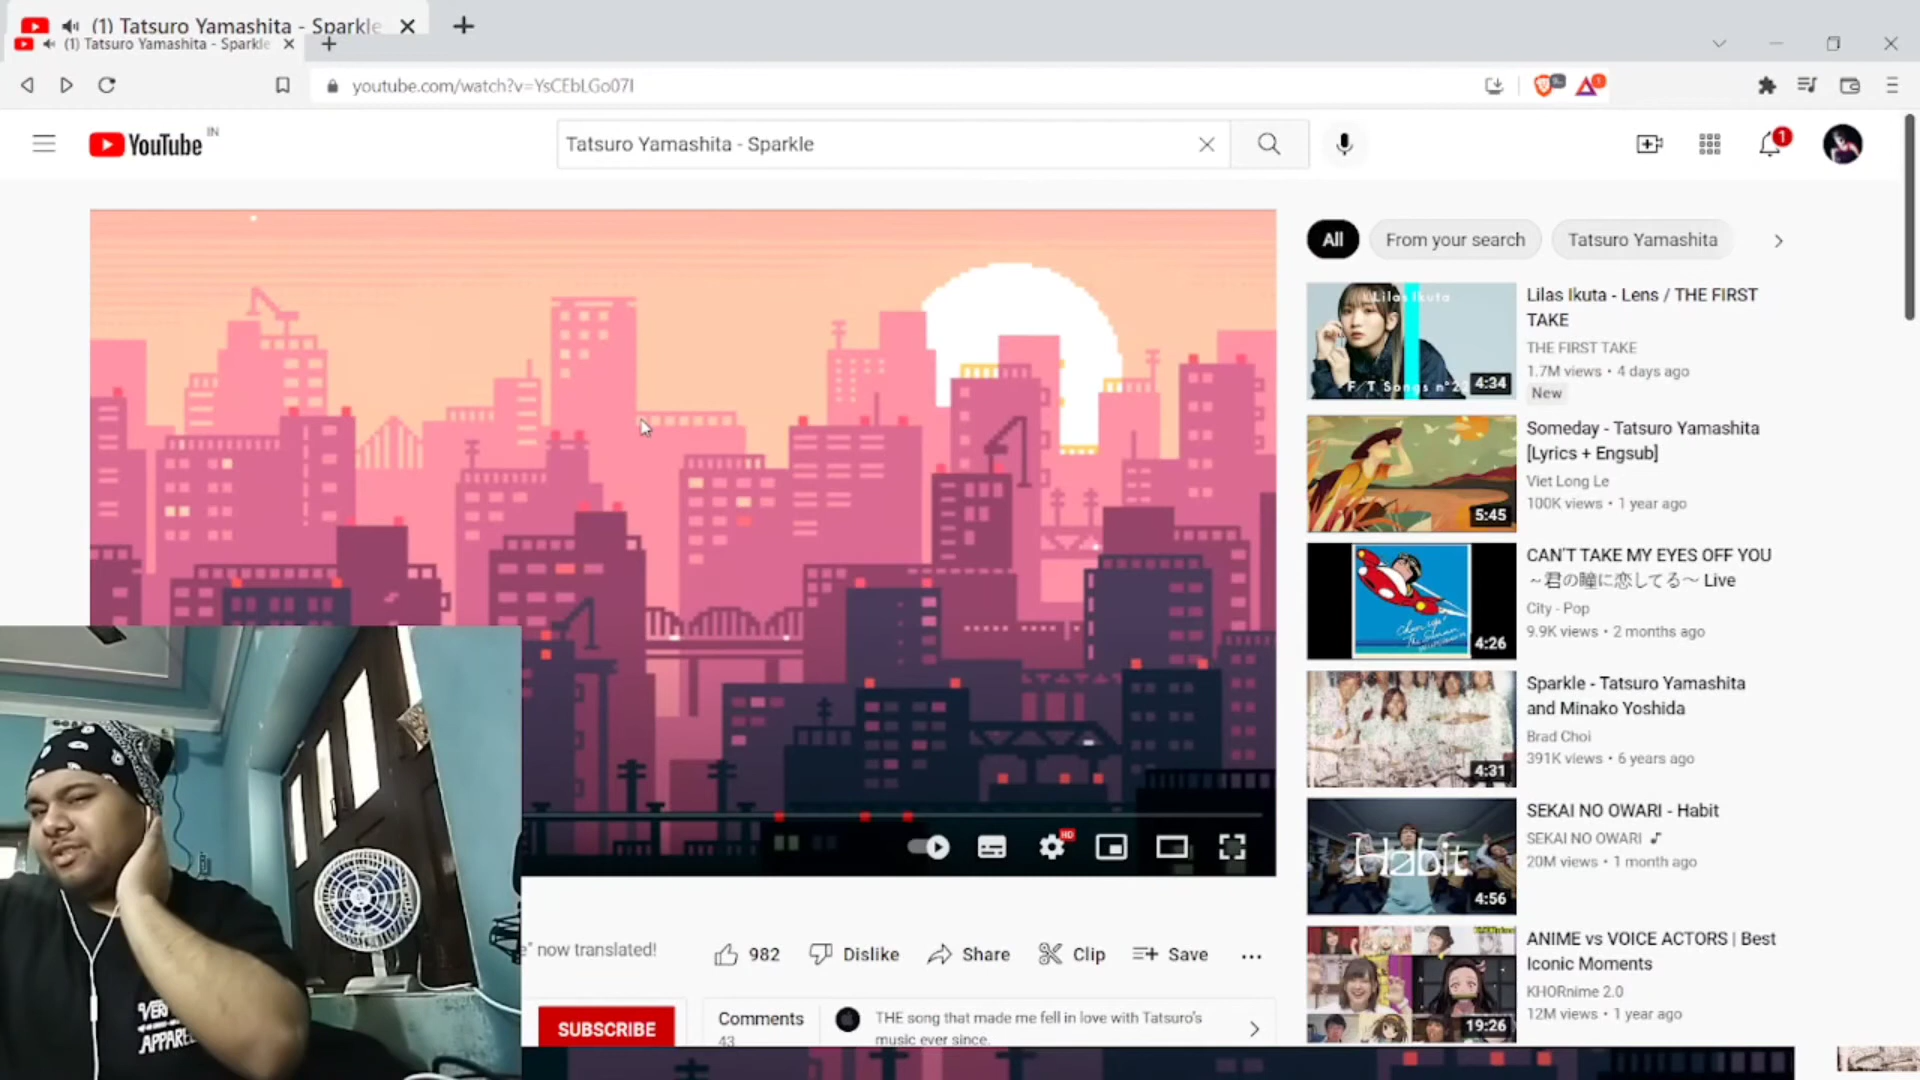 (1) Tatsuro Yamashita - Sparkle
(1) Tatsuro Yamashita - Sparkle
youtube.com/watch?v=YsCEbLGo07I
YouTube IN
Tatsuro Yamashita - Sparkle
1
All
From your search
Tatsuro Yamashita
Lilas Ikuta
F/T Songs n°2
4:34
Lilas Ikuta - Lens / THE FIRST
TAKE
THE FIRST TAKE
1.7M views • 4 days ago
New
5:45
Someday - Tatsuro Yamashita
[Lyrics + Engsub]
Viet Long Le
100K views • 1 year ago
4:26
CAN'T TAKE MY EYES OFF YOU
～君の瞳に恋してる～ Live
City - Pop
9.9K views • 2 months ago
4:31
Sparkle - Tatsuro Yamashita
and Minako Yoshida
Brad Choi
391K views • 6 years ago
Habit
4:56
SEKAI NO OWARI - Habit
SEKAI NO OWARI
20M views • 1 month ago
19:26
ANIME vs VOICE ACTORS | Best
Iconic Moments
KHORnime 2.0
12M views • 1 year ago
HD
e" now translated!
982
Dislike
Share
Clip
Save
SUBSCRIBE
Comments
43
THE song that made me fell in love with Tatsuro's
music ever since.
APPAREL